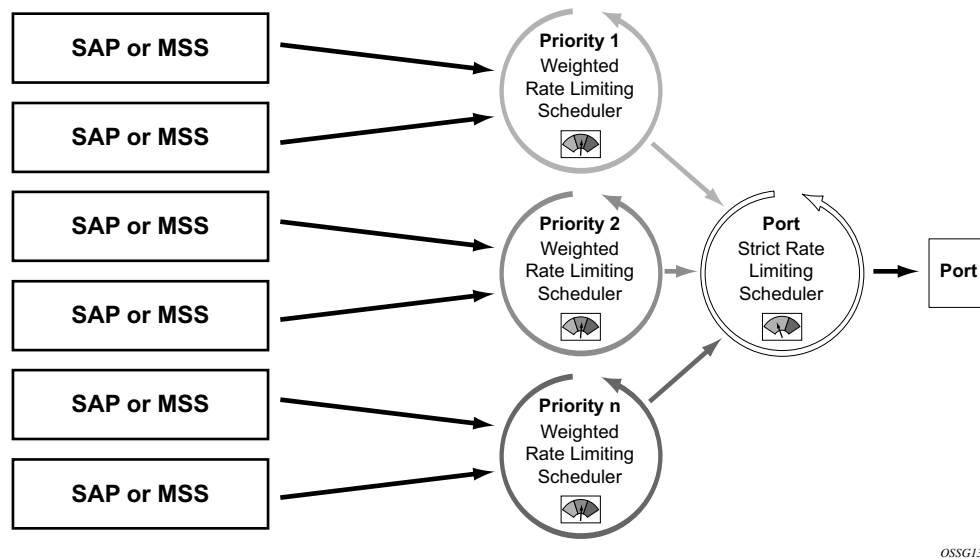 SAP or MSS
SAP or MSS
SAP or MSS
SAP or MSS
SAP or MSS
SAP or MSS
Priority 1
Weighted
Rate Limiting
Scheduler
Priority 2
Weighted
Rate Limiting
Scheduler
Priority n
Weighted
Rate Limiting
Scheduler
Port
Strict Rate
Limiting
Scheduler
Port